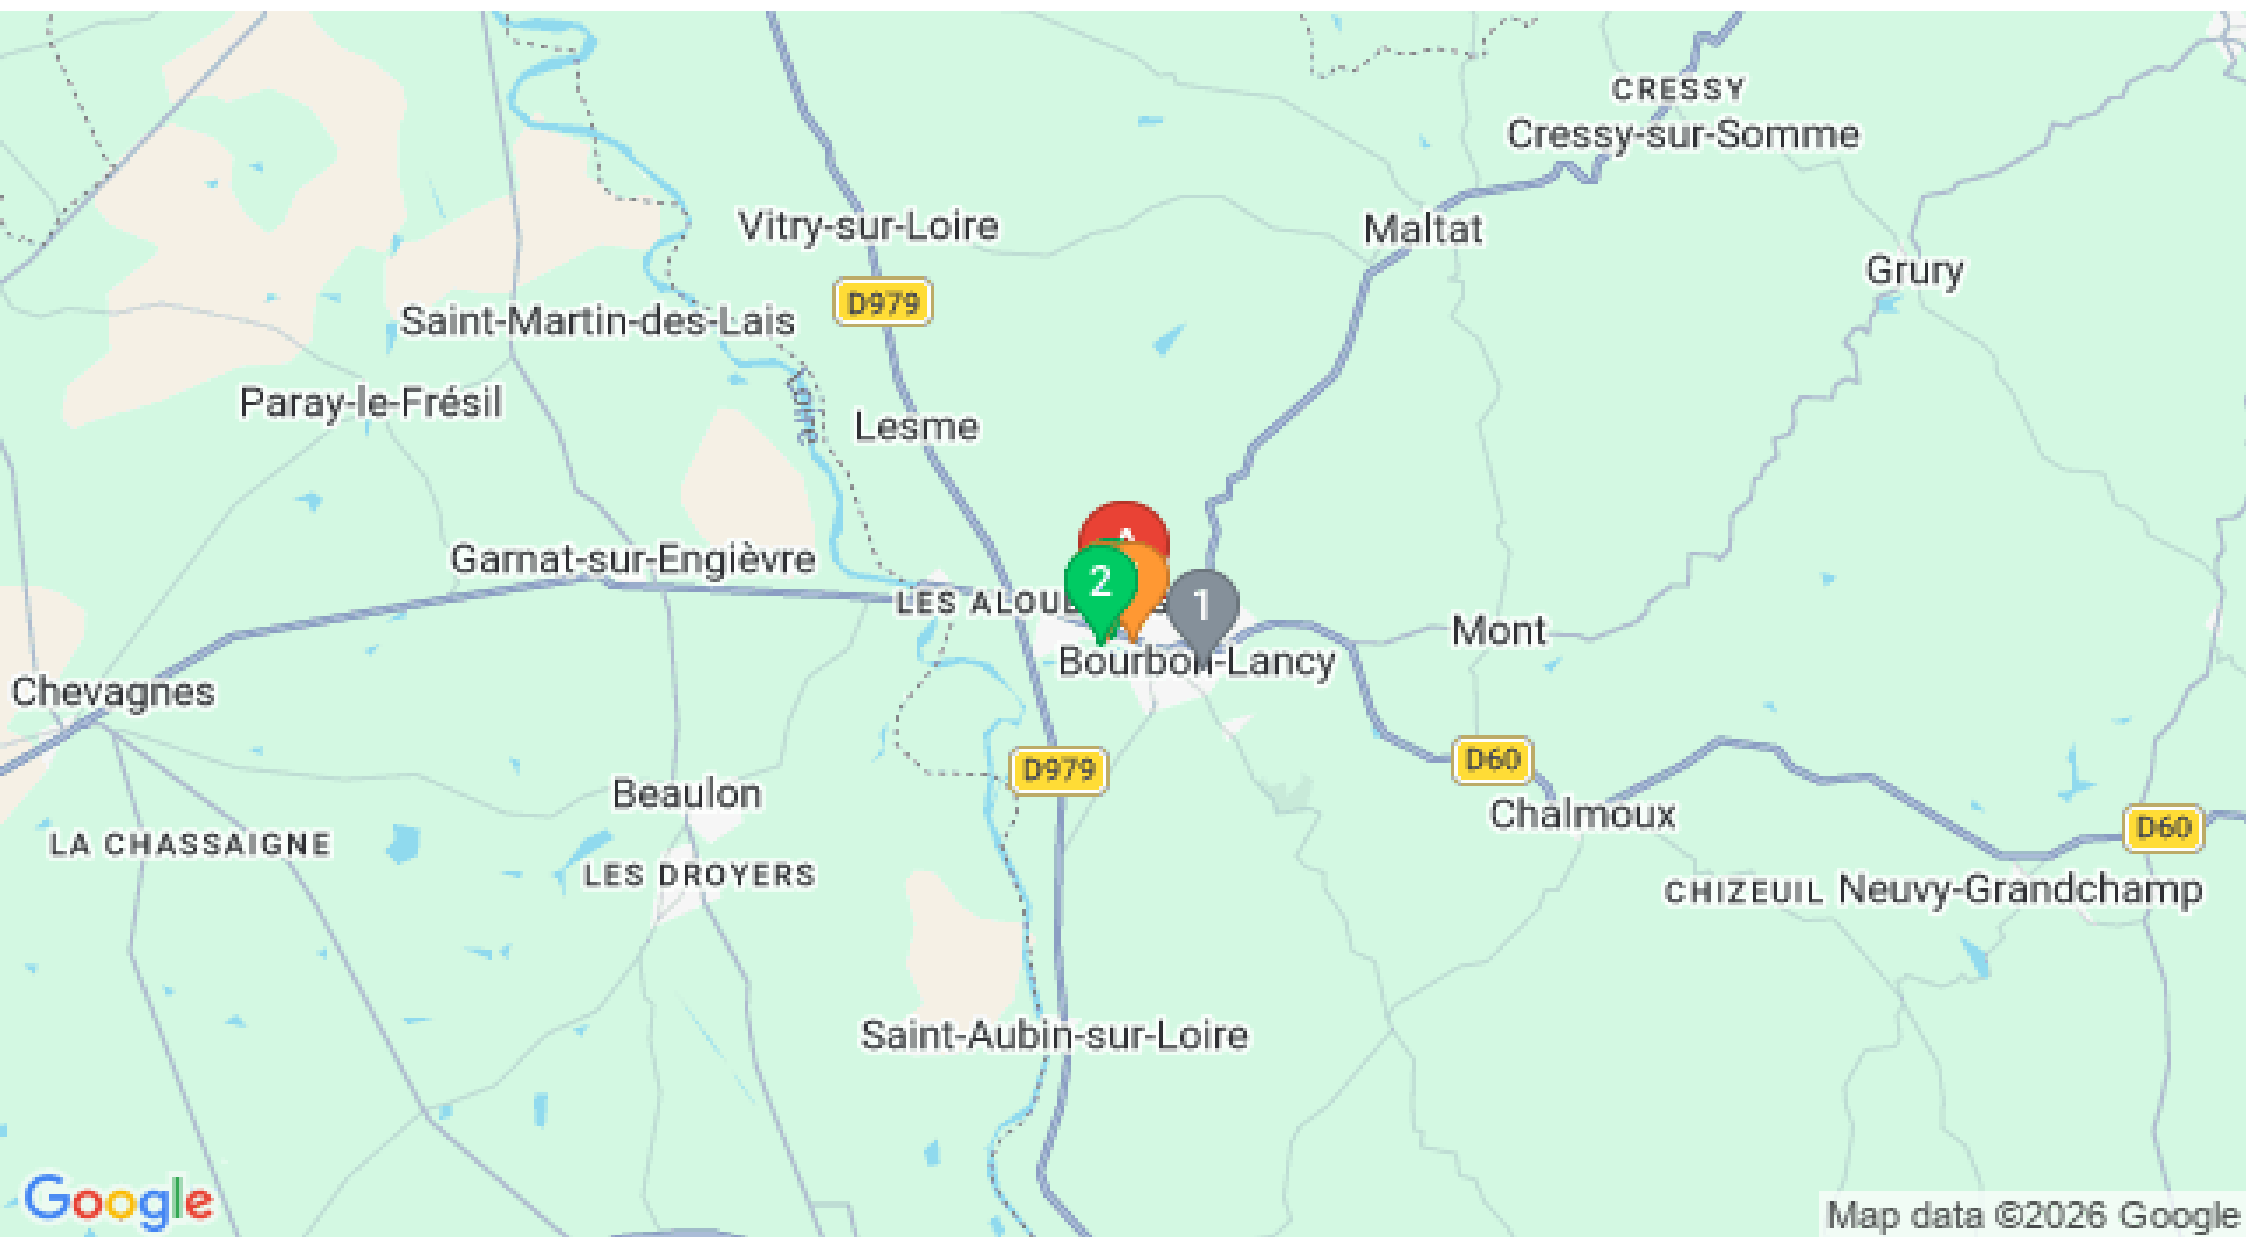 CRESSY
Cressy-sur-Somme
Vitry-sur-Loire
Maltat
Grury
D979
Saint-Martin-des-Lais
Paray-le-Frésil
Loire
Lesme
A
Garnat-sur-Engièvre
2
LES ALOU
1
Mont
Bourbon-Lancy
Chevagnes
D979
D60
Beaulon
Chalmoux
D60
LA CHASSAIGNE
LES DROYERS
CHIZEUIL
Neuvy-Grandchamp
Saint-Aubin-sur-Loire
Google
Map data ©2026 Google